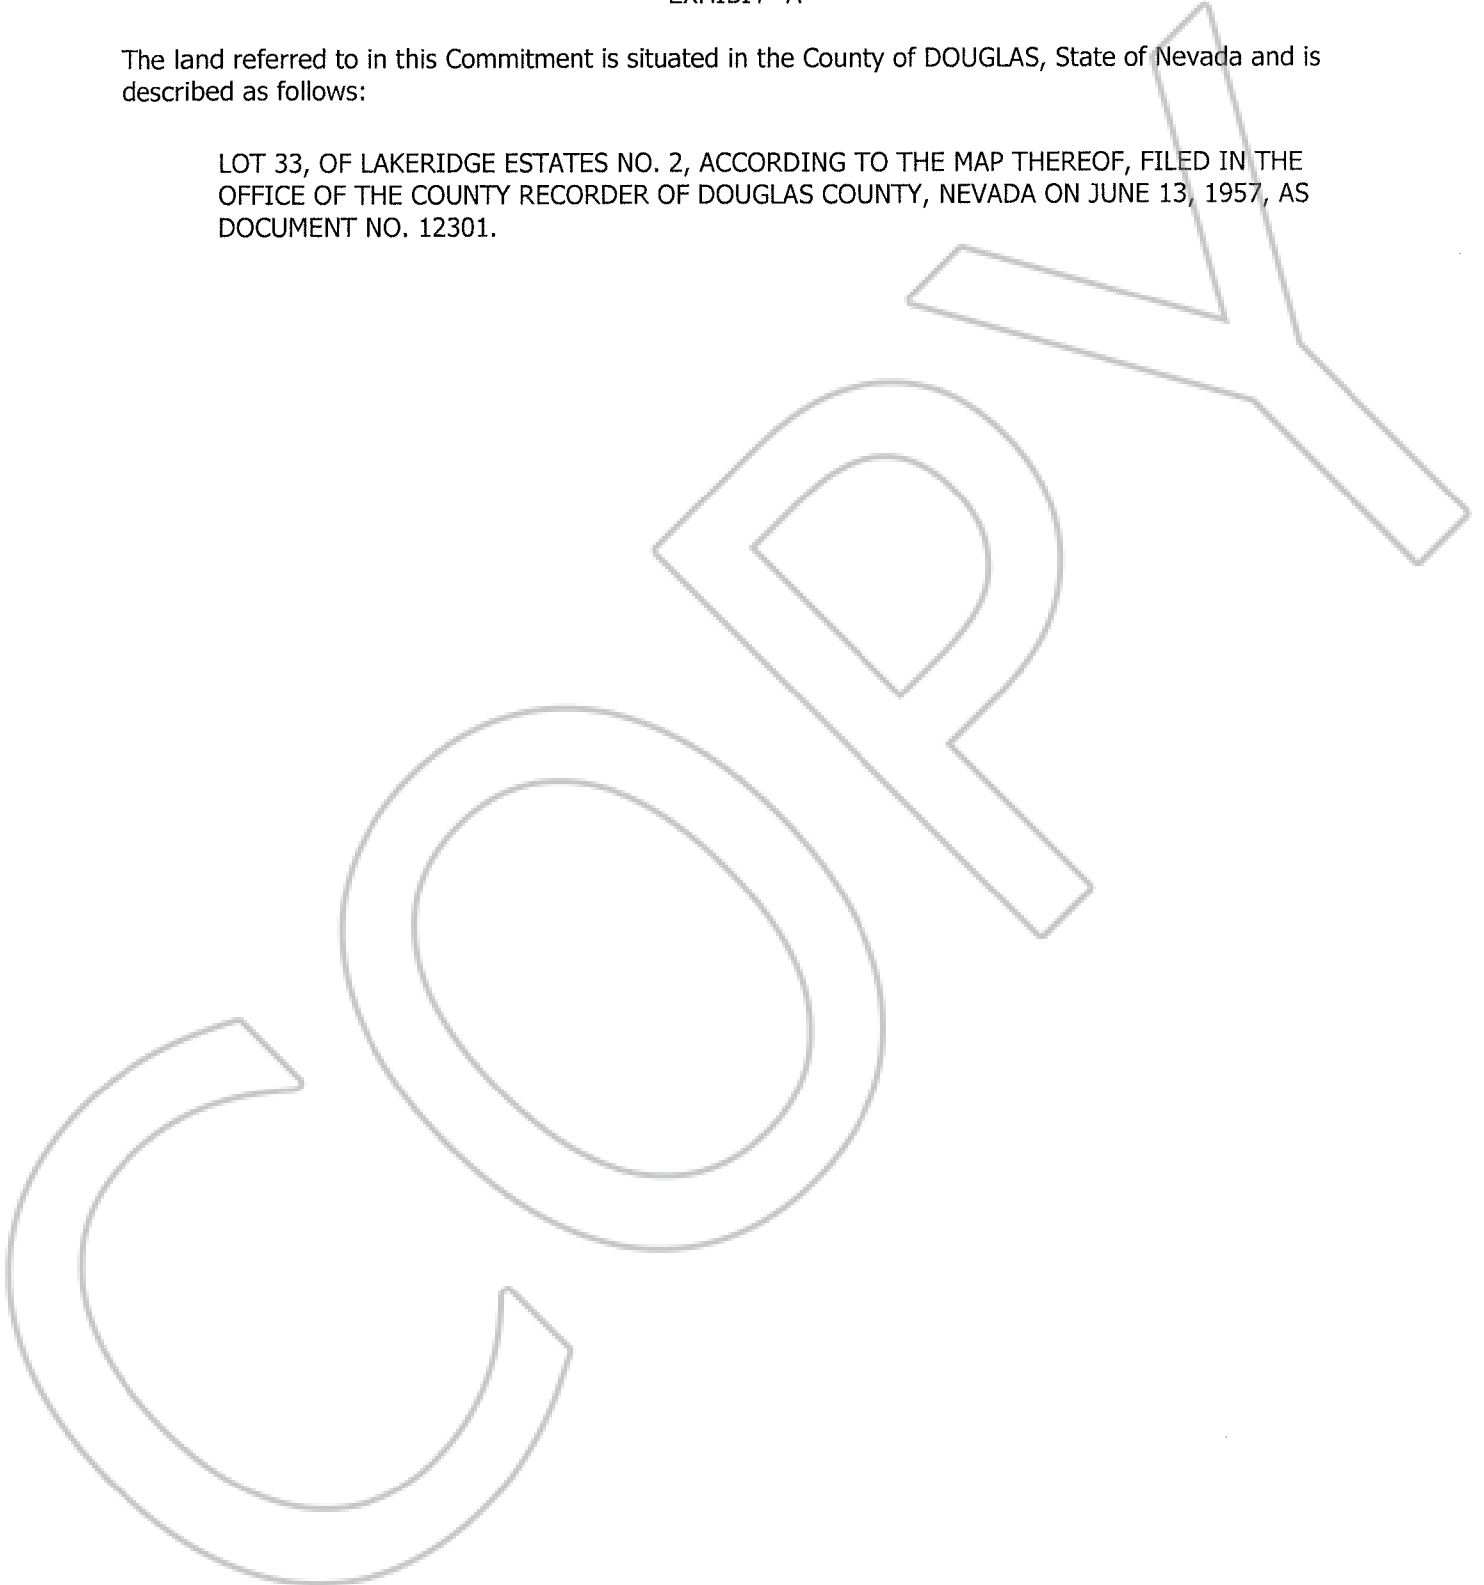 EXHIBIT "A"
The land referred to in this Commitment is situated in the County of DOUGLAS, State of Nevada and is
described as follows:
LOT 33, OF LAKERIDGE ESTATES NO. 2, ACCORDING TO THE MAP THEREOF, FILED IN THE
OFFICE OF THE COUNTY RECORDER OF DOUGLAS COUNTY, NEVADA ON JUNE 13, 1957, AS
DOCUMENT NO. 12301.
COPY